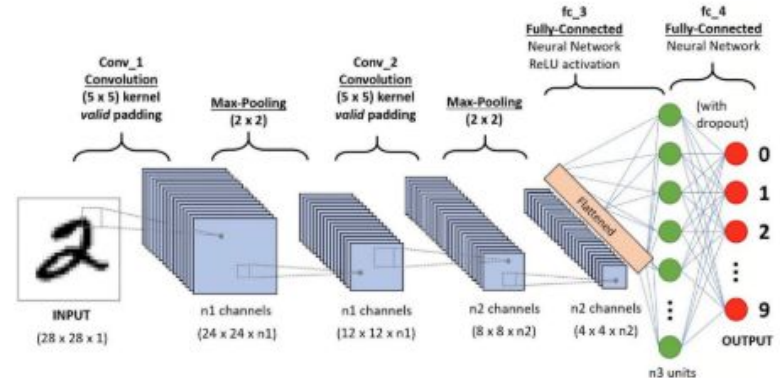 fc_3
Fully-Connected
Neural Network
ReLU activation
fc_4
Fully-Connected
Neural Network
Conv_1
Convolution
(5 x 5) kernel
valid padding
Max-Pooling
(2 x 2)
Conv_2
Convolution
(5 x 5) kernel
valid padding
Max-Pooling
(2 x 2)
(with
dropout)
0
1
2
9
Flattened
INPUT
(28 x 28 x 1)
n1 channels
(24 x 24 x n1)
n1 channels
(12 x 12 x n1)
n2 channels
(8 x 8 x n2)
n2 channels
(4 x 4 x n2)
OUTPUT
n3 units
2